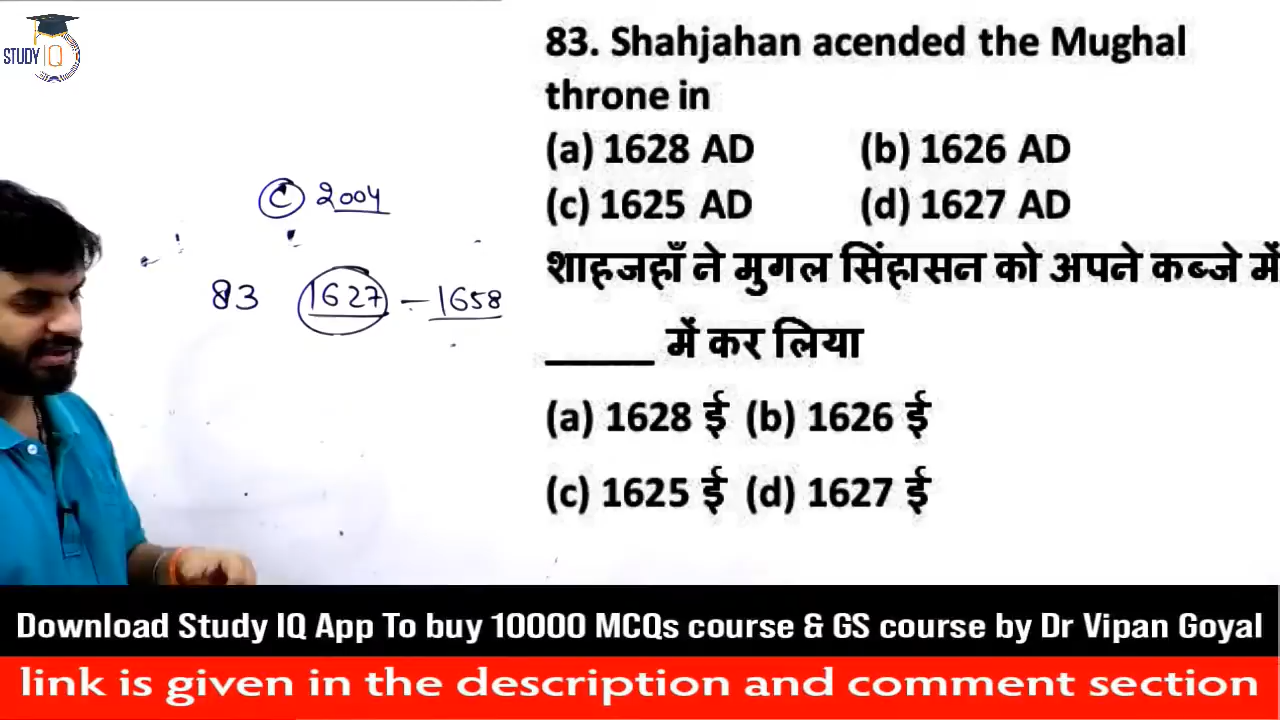 STUDY IQ
83. Shahjahan acended the Mughal
throne in
(a) 1628 AD (b) 1626 AD
(c) 1625 AD (d) 1627 AD
शाहजहाँ ने मुगल सिंहासन को अपने कब्जे में
_____ में कर लिया
(a) 1628 ई (b) 1626 ई
(c) 1625 ई (d) 1627 ई
C 2004
83 1627 – 1658
Download Study IQ App To buy 10000 MCQs course & GS course by Dr Vipan Goyal
link is given in the description and comment section